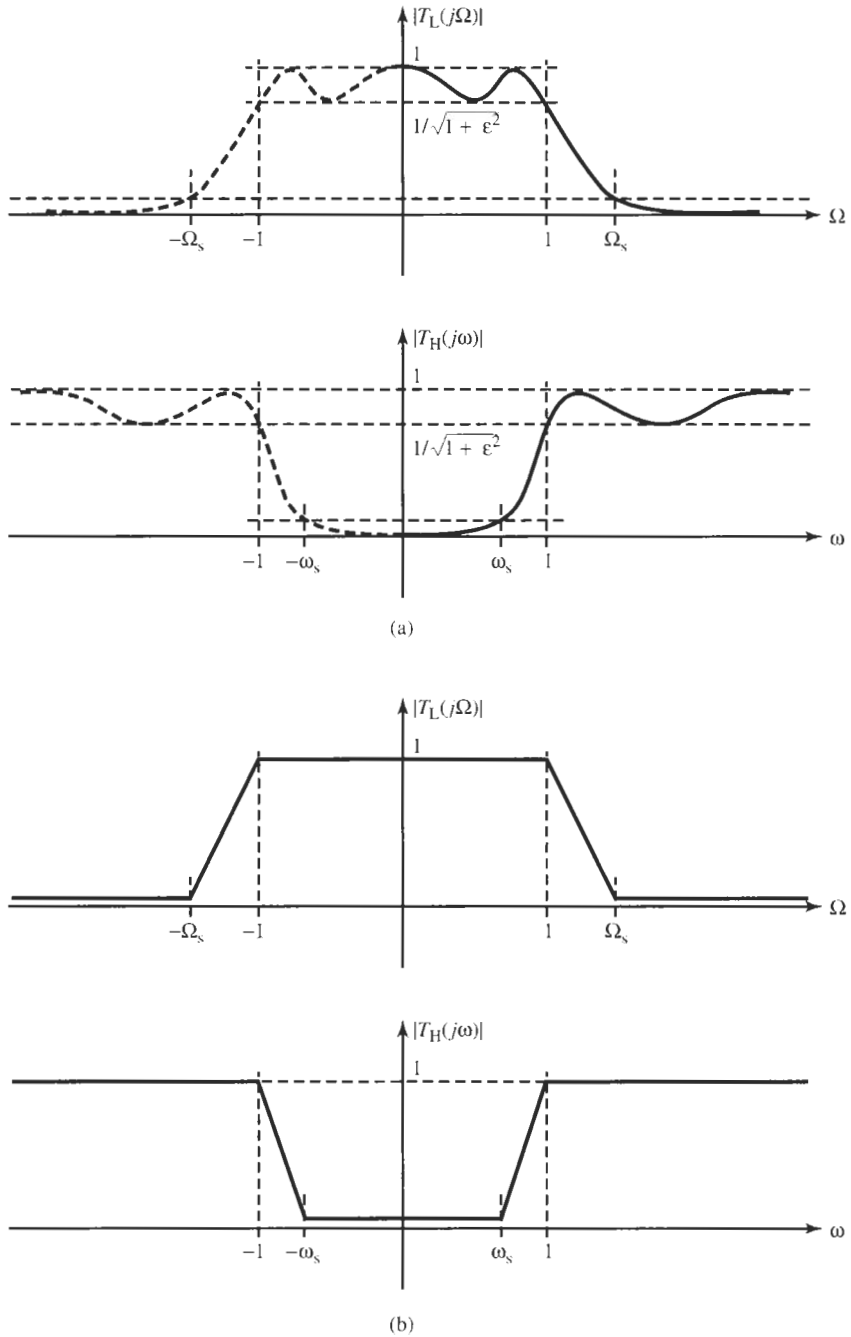 |T_L(jΩ)|
1
1/√1 + ε²
−Ω_s −1 1 Ω_s Ω
|T_H(jω)|
1
1/√1 + ε²
−1 −ω_s ω_s 1 ω
(a)
|T_L(jΩ)|
1
−Ω_s −1 1 Ω_s Ω
|T_H(jω)|
1
−1 −ω_s ω_s 1 ω
(b)